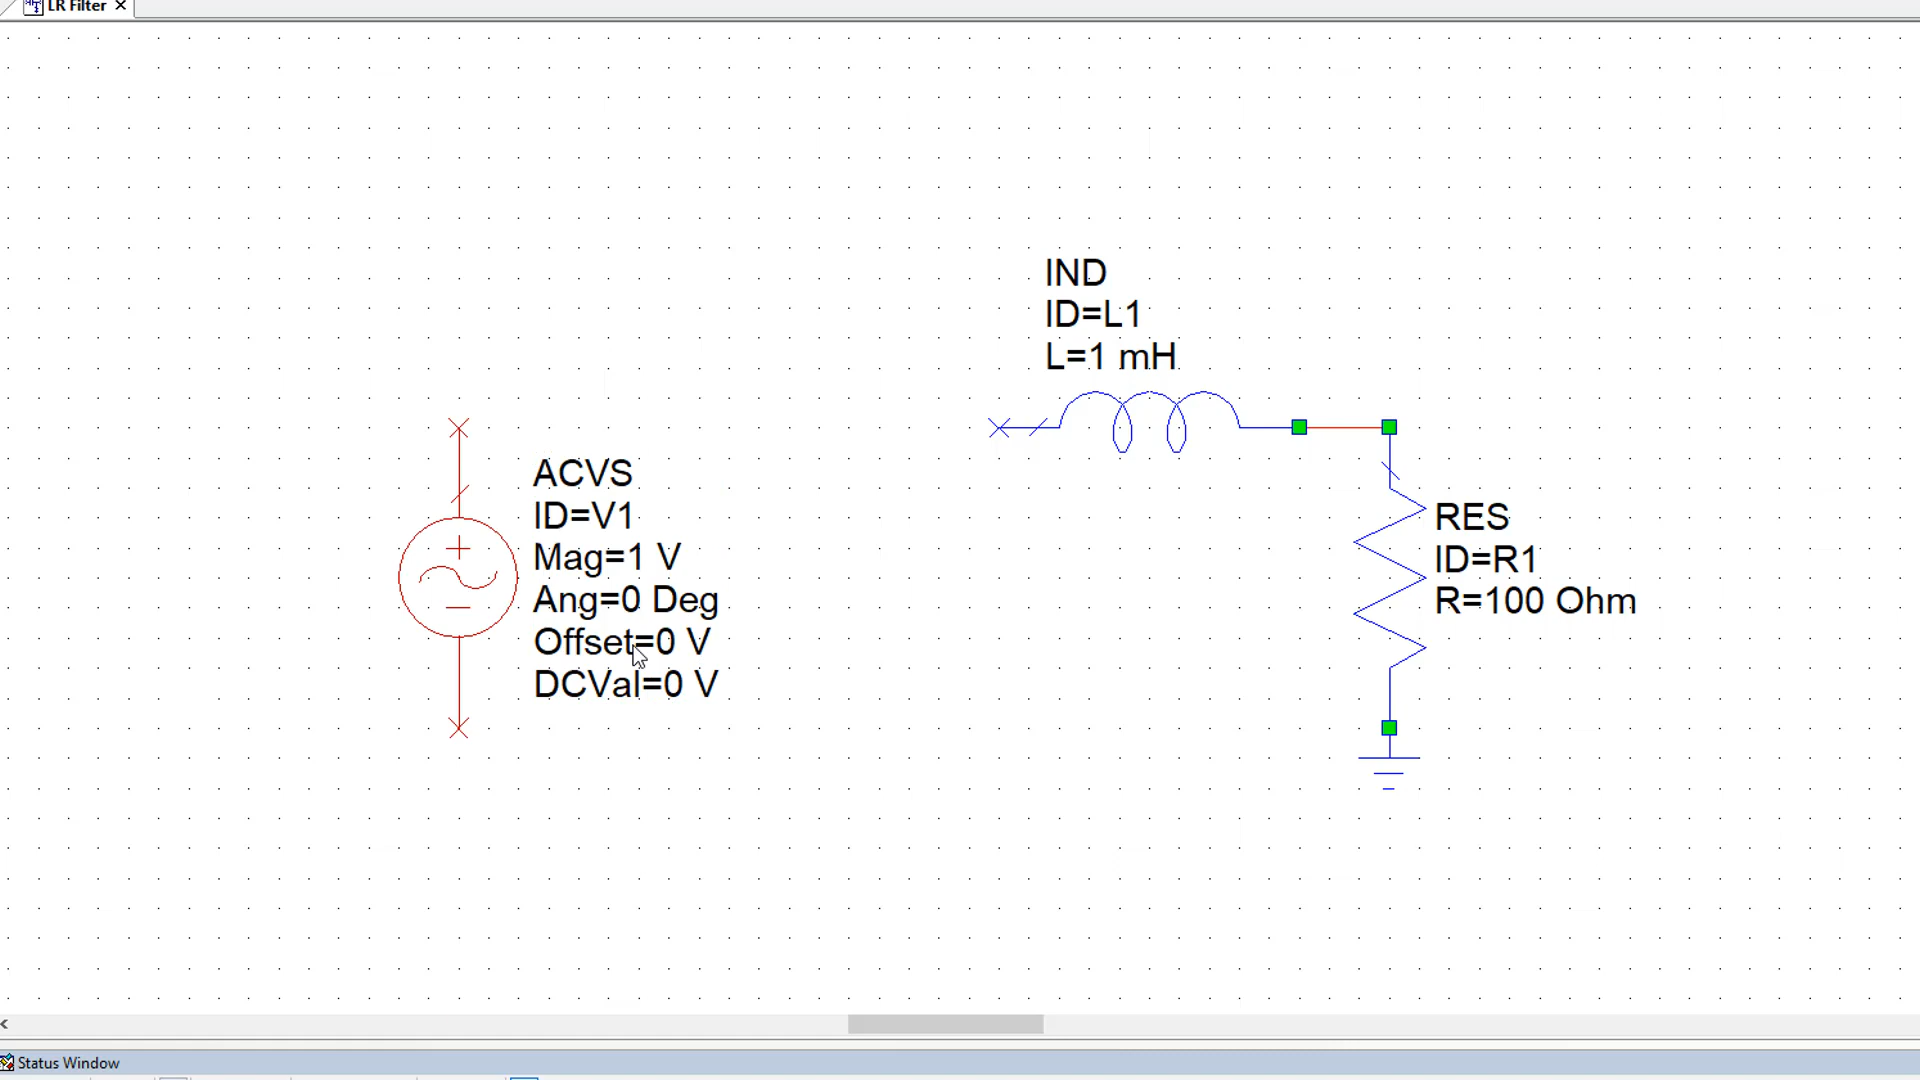 LR Filter
IND
ID=L1
L=1 mH
ACVS
ID=V1
Mag=1 V
Ang=0 Deg
Offset=0 V
DCVal=0 V
RES
ID=R1
R=100 Ohm
Status Window